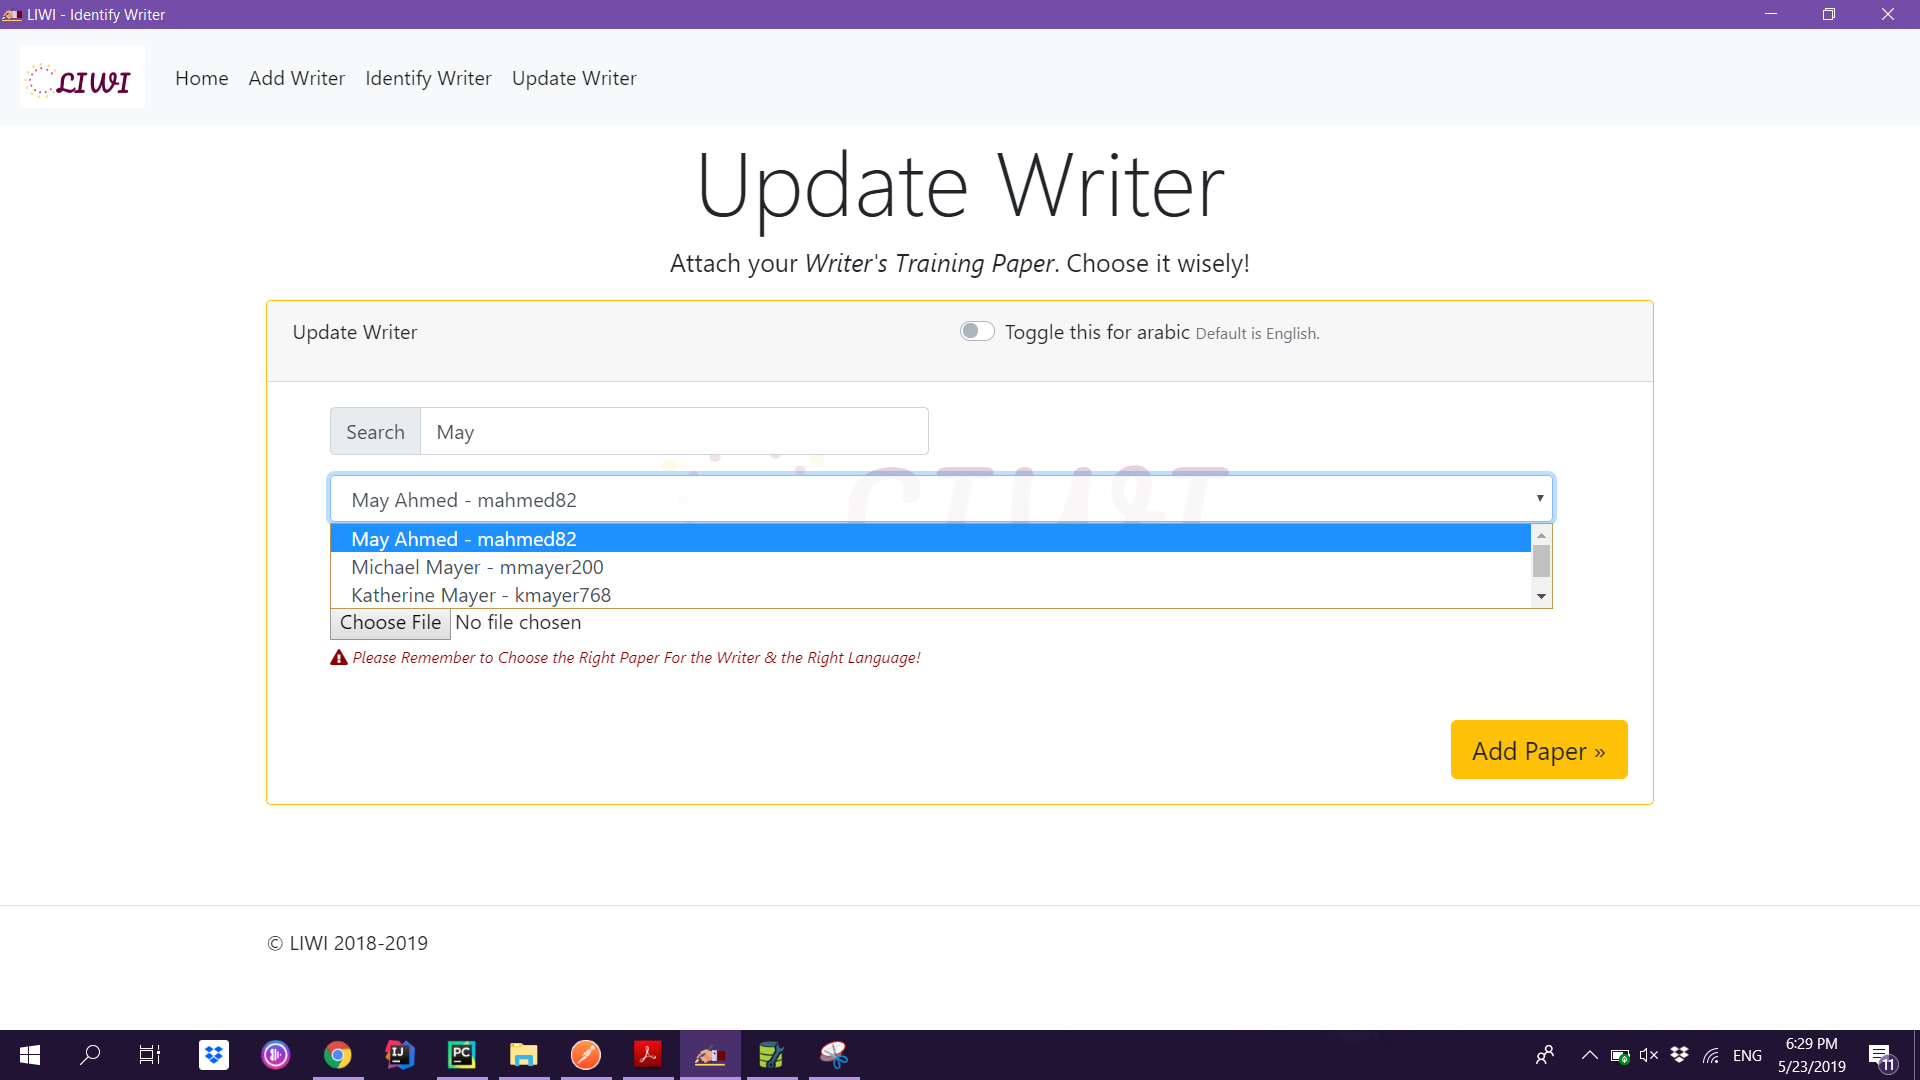 LIWI - Identify Writer
LIWI
Home Add Writer Identify Writer Update Writer
Update Writer
Attach your Writer's Training Paper. Choose it wisely!
Update Writer
Toggle this for arabic Default is English.
Search May
LIWI
May Ahmed - mahmed82
May Ahmed - mahmed82
Michael Mayer - mmayer200
Katherine Mayer - kmayer768
Choose File No file chosen
Please Remember to Choose the Right Paper For the Writer & the Right Language!
Add Paper »
© LIWI 2018-2019
IJ
PC
ENG
6:29 PM
5/23/2019
11